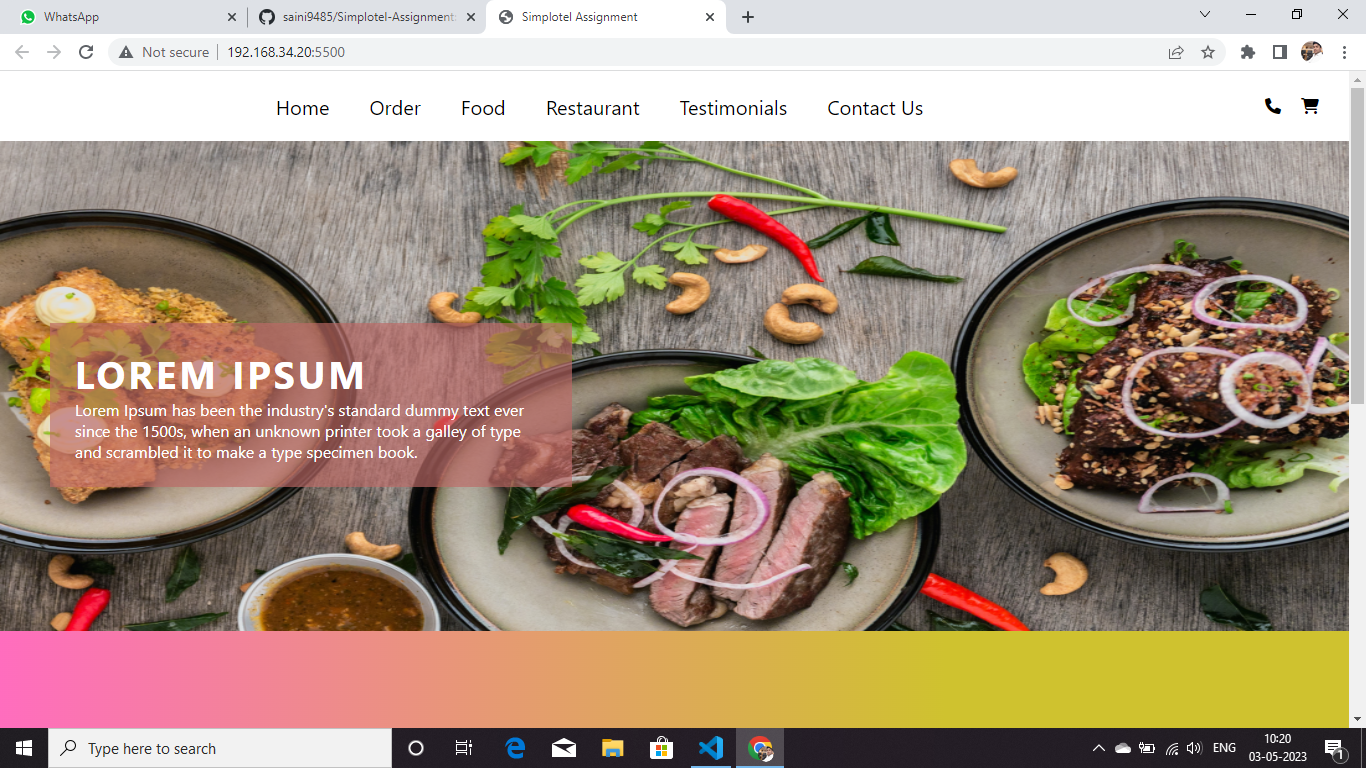 WhatsApp
saini9485/Simplotel-Assignment:
Simplotel Assignment
Not secure
192.168.34.20:5500
Home Order Food Restaurant Testimonials Contact Us
LOREM IPSUM
Lorem Ipsum has been the industry's standard dummy text ever
since the 1500s, when an unknown printer took a galley of type
and scrambled it to make a type specimen book.
Type here to search
ENG
10:20
03-05-2023
1